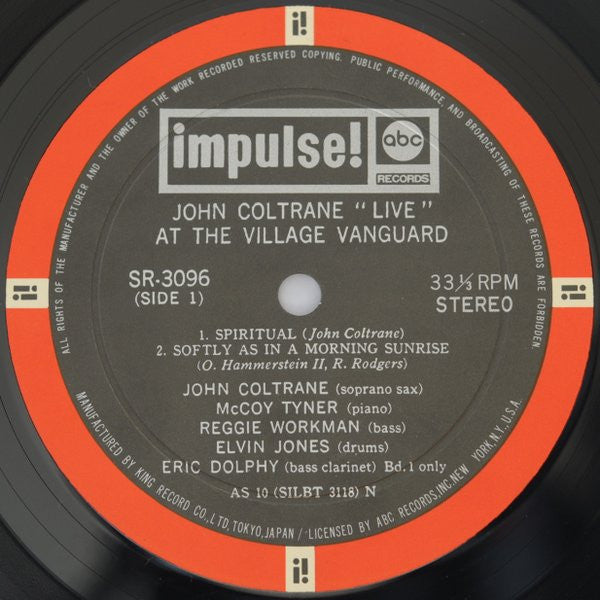 i!
ALL RIGHTS OF THE MANUFACTURER AND THE OWNER OF THE WORK RECORDED RESERVED COPYING. PUBLIC PERFORMANCE, AND BROADCASTING OF THESE RECORDS ARE FORBIDDEN.
impulse!
abc
RECORDS
JOHN COLTRANE "LIVE"
AT THE VILLAGE VANGUARD
SR-3096
(SIDE 1)
33⅓ RPM
STEREO
i!
i!
1. SPIRITUAL (John Coltrane)
2. SOFTLY AS IN A MORNING SUNRISE
(O. Hammerstein II, R. Rodgers)
JOHN COLTRANE (soprano sax)
McCOY TYNER (piano)
REGGIE WORKMAN (bass)
ELVIN JONES (drums)
ERIC DOLPHY (bass clarinet) Bd. 1 only
AS 10 (SILBT 3118) N
MANUFACTURED BY KING RECORD CO., LTD, TOKYO, JAPAN / LICENSED BY ABC RECORDS, INC, NEW YORK, N.Y., U.S.A.
i!